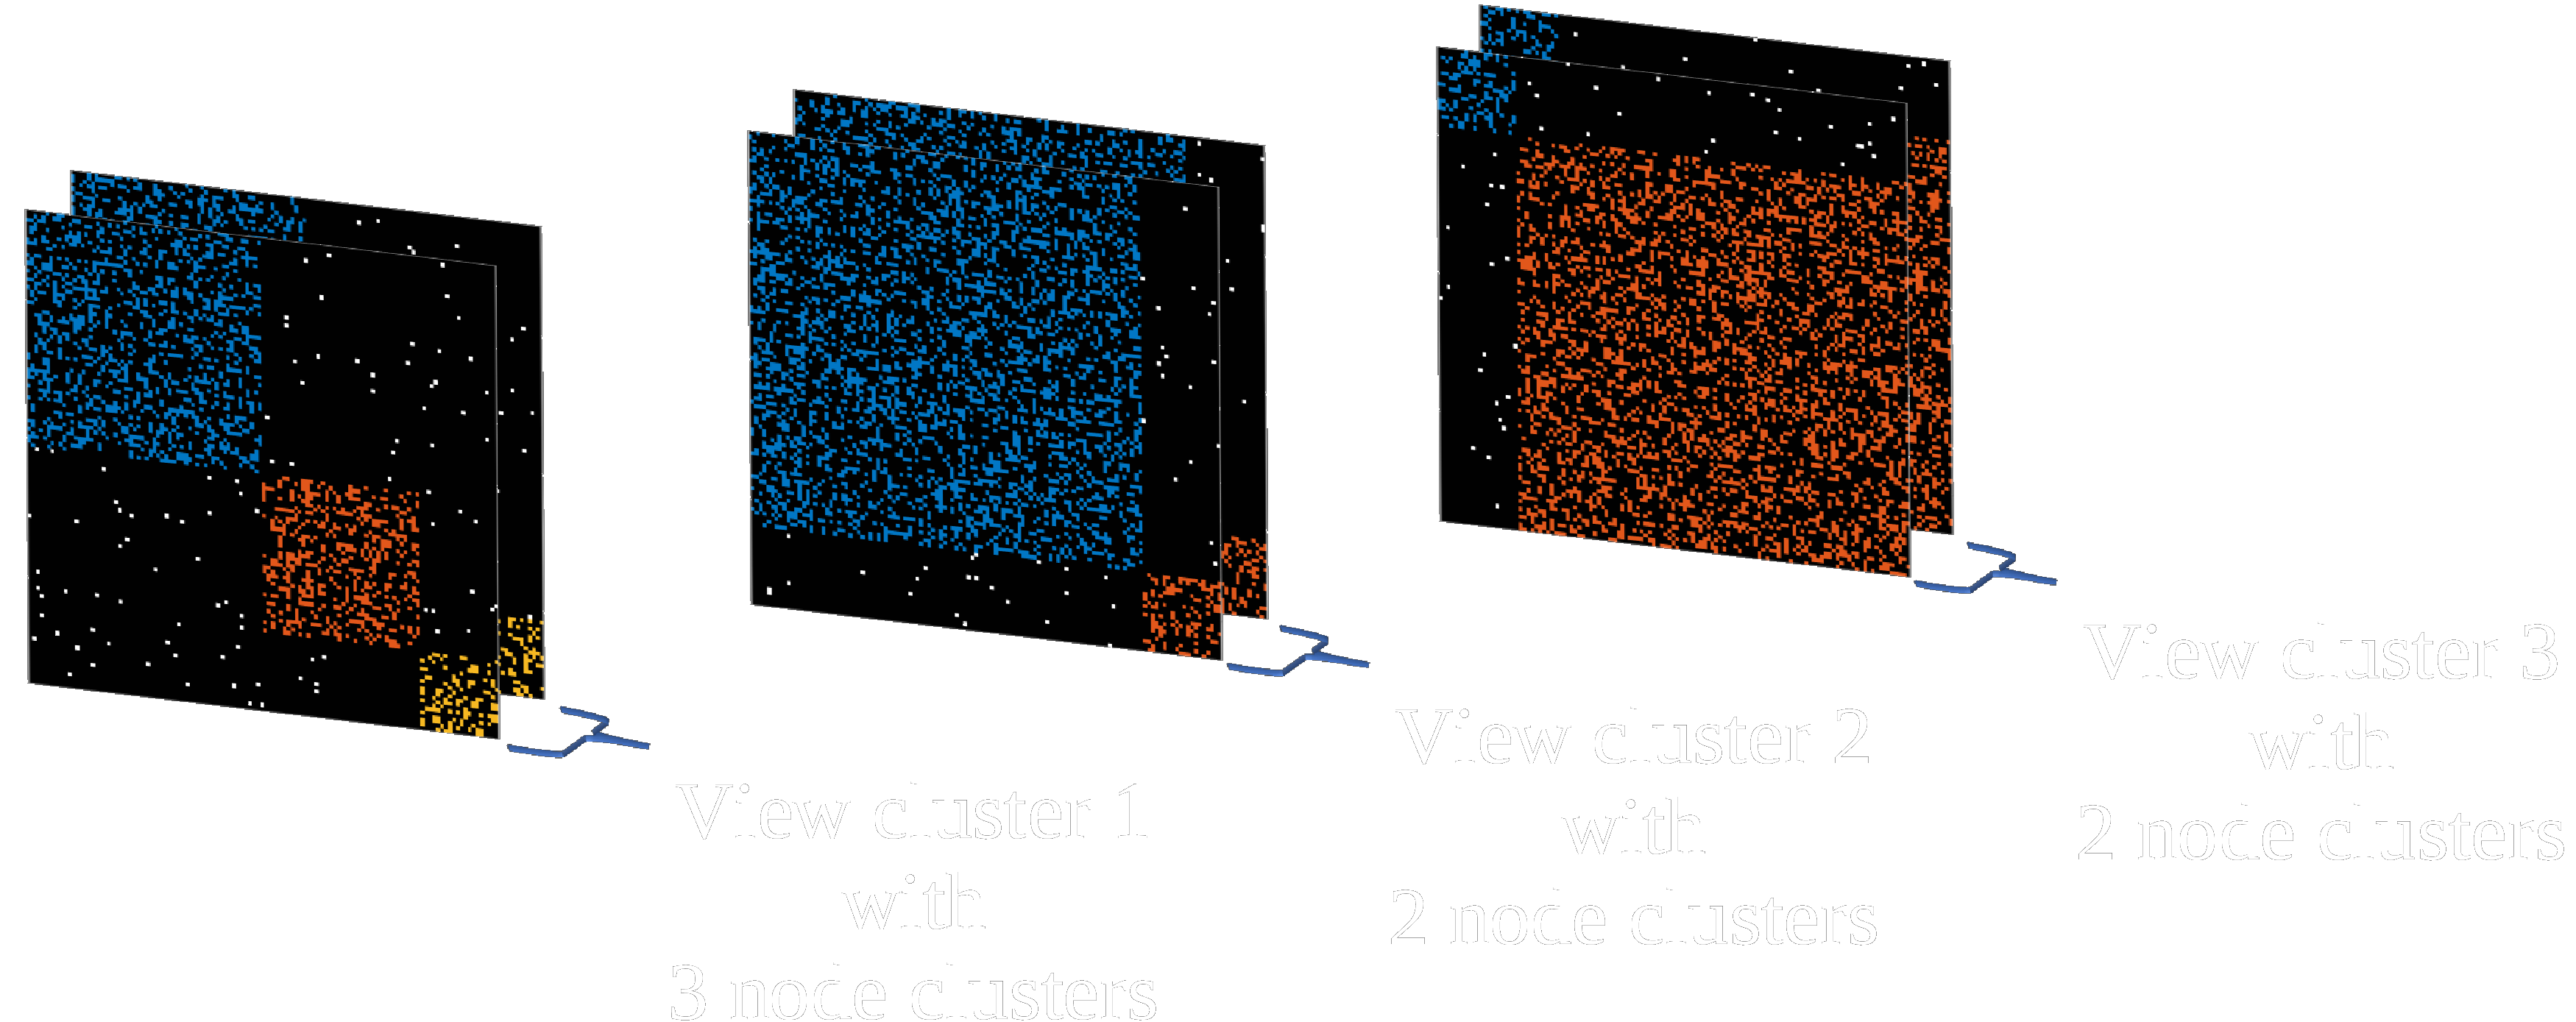 View cluster 1
with
3 node clusters
View cluster 2
with
2 node clusters
View cluster 3
with
2 node clusters